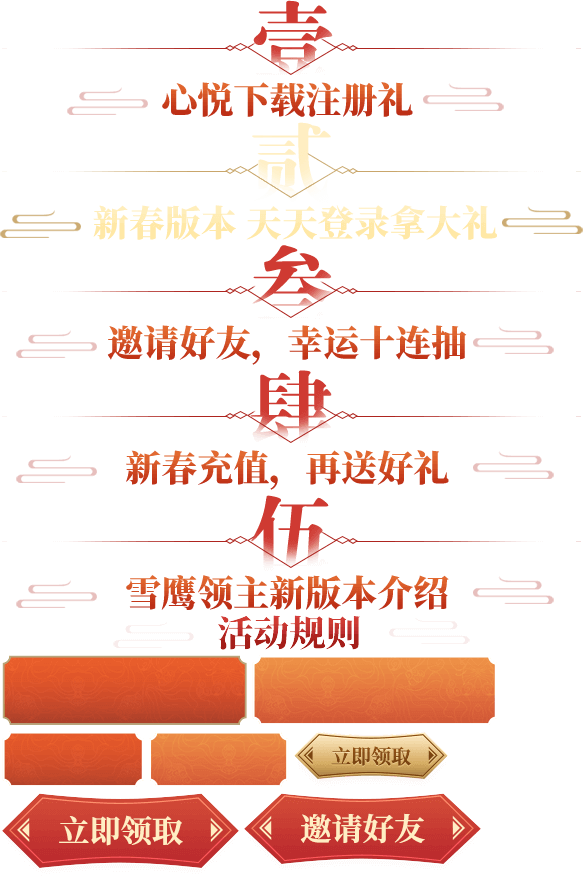 壹
心悦下载注册礼
贰
新春版本 天天登录拿大礼
叁
邀请好友，幸运十连抽
肆
新春充值，再送好礼
伍
雪鹰领主新版本介绍
活动规则
立即领取
立即领取
邀请好友